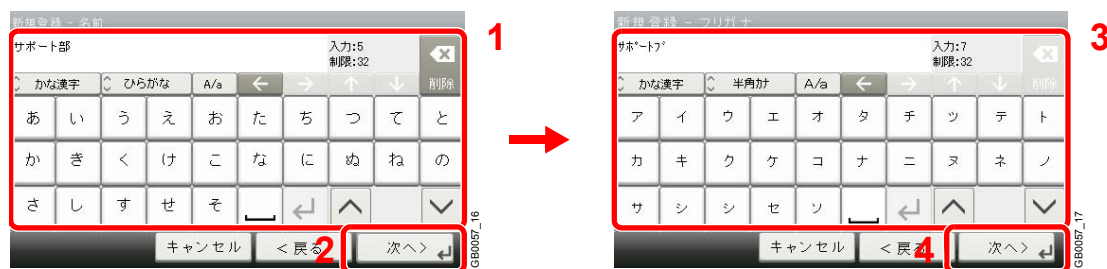 新規登録 - 名前
サポート部
入力:5
制限:32
かな漢字 ひらがな A/a ← → ↑ ↓ 削除
あ い う え お た ち つ て と
か き く け こ な に ぬ ね の
さ し す せ そ
キャンセル < 戻る 次へ >
1
2
GB0057_16
新規登録 - フリガナ
ｻﾎﾟｰﾄﾌﾞ
入力:7
制限:32
かな漢字 半角ｶﾅ A/a ← → ↑ ↓ 削除
ア イ ウ エ オ タ チ ツ テ ト
カ キ ク ケ コ ナ ニ ヌ ネ ノ
サ シ シ セ ソ
キャンセル < 戻る 次へ >
3
4
GB0057_17